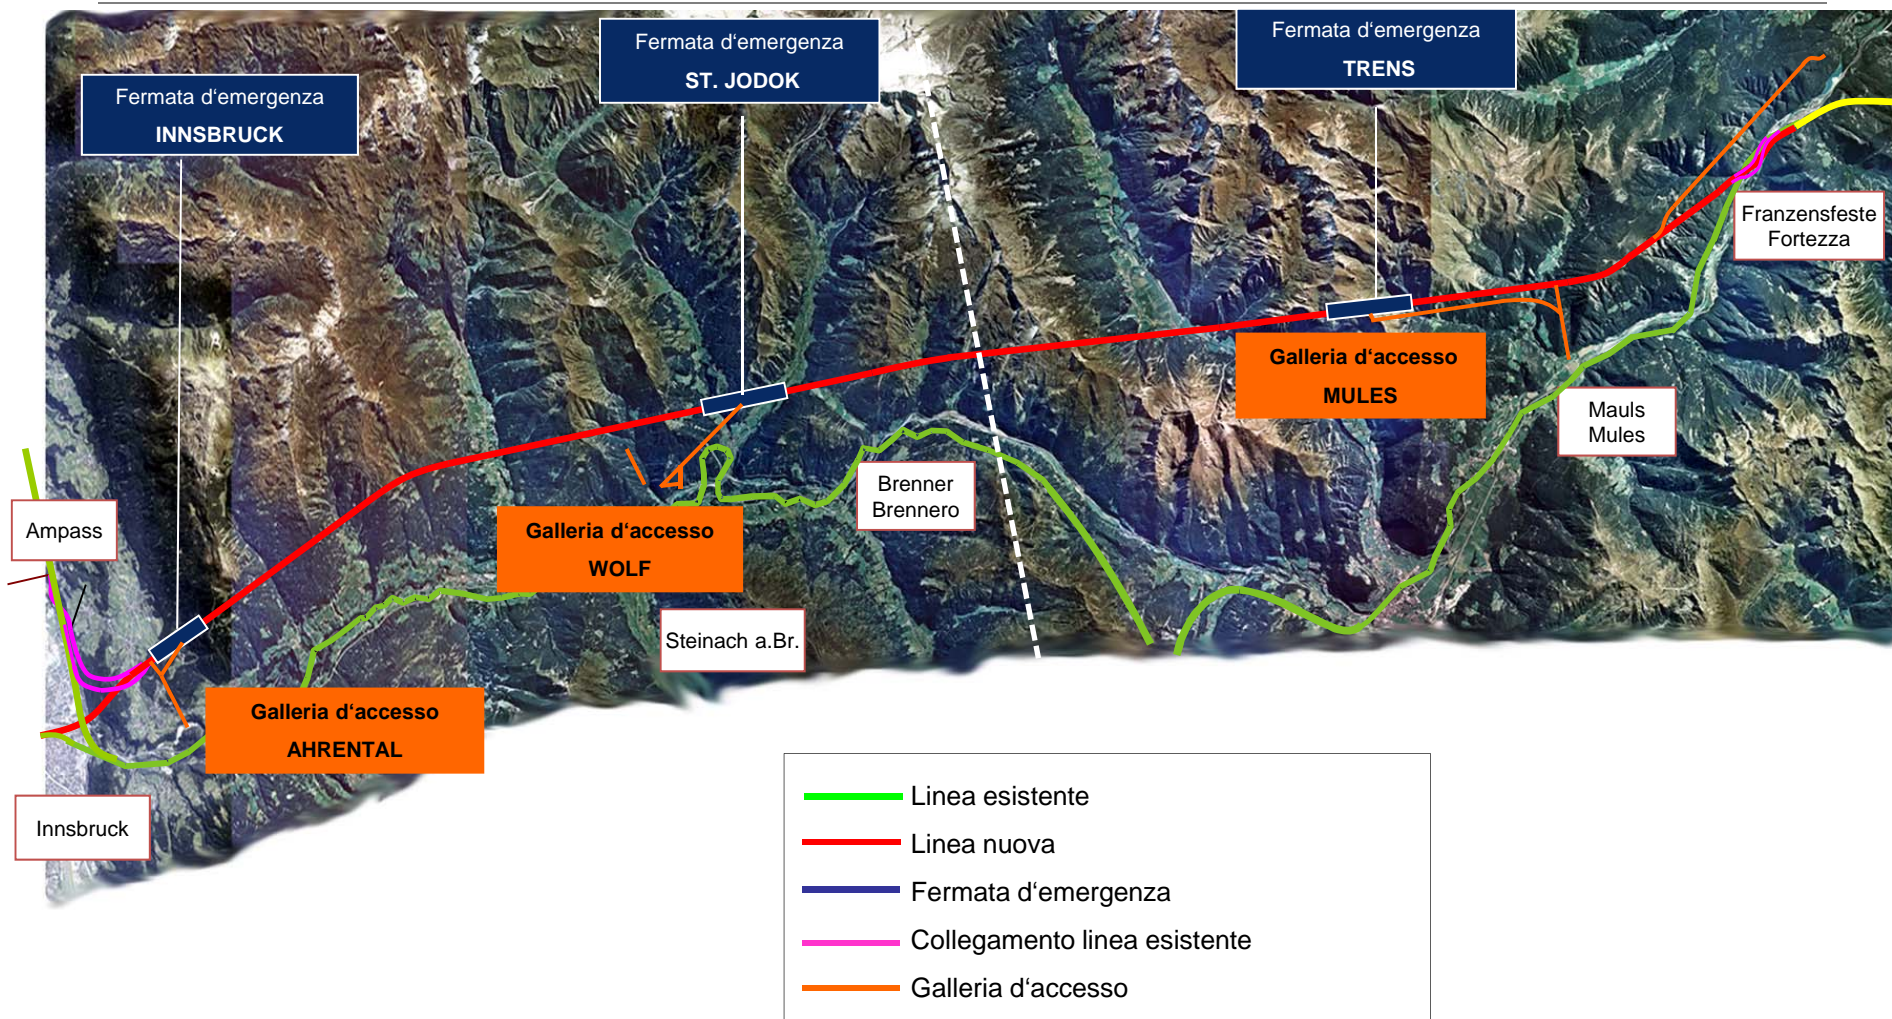 Fermata d‘emergenza
INNSBRUCK
Fermata d‘emergenza
ST. JODOK
Fermata d‘emergenza
TRENS
Franzensfeste
Fortezza
Galleria d‘accesso
MULES
Mauls
Mules
Brenner
Brennero
Ampass
Galleria d‘accesso
WOLF
Steinach a.Br.
Galleria d‘accesso
AHRENTAL
Innsbruck
Linea esistente
Linea nuova
Fermata d‘emergenza
Collegamento linea esistente
Galleria d‘accesso